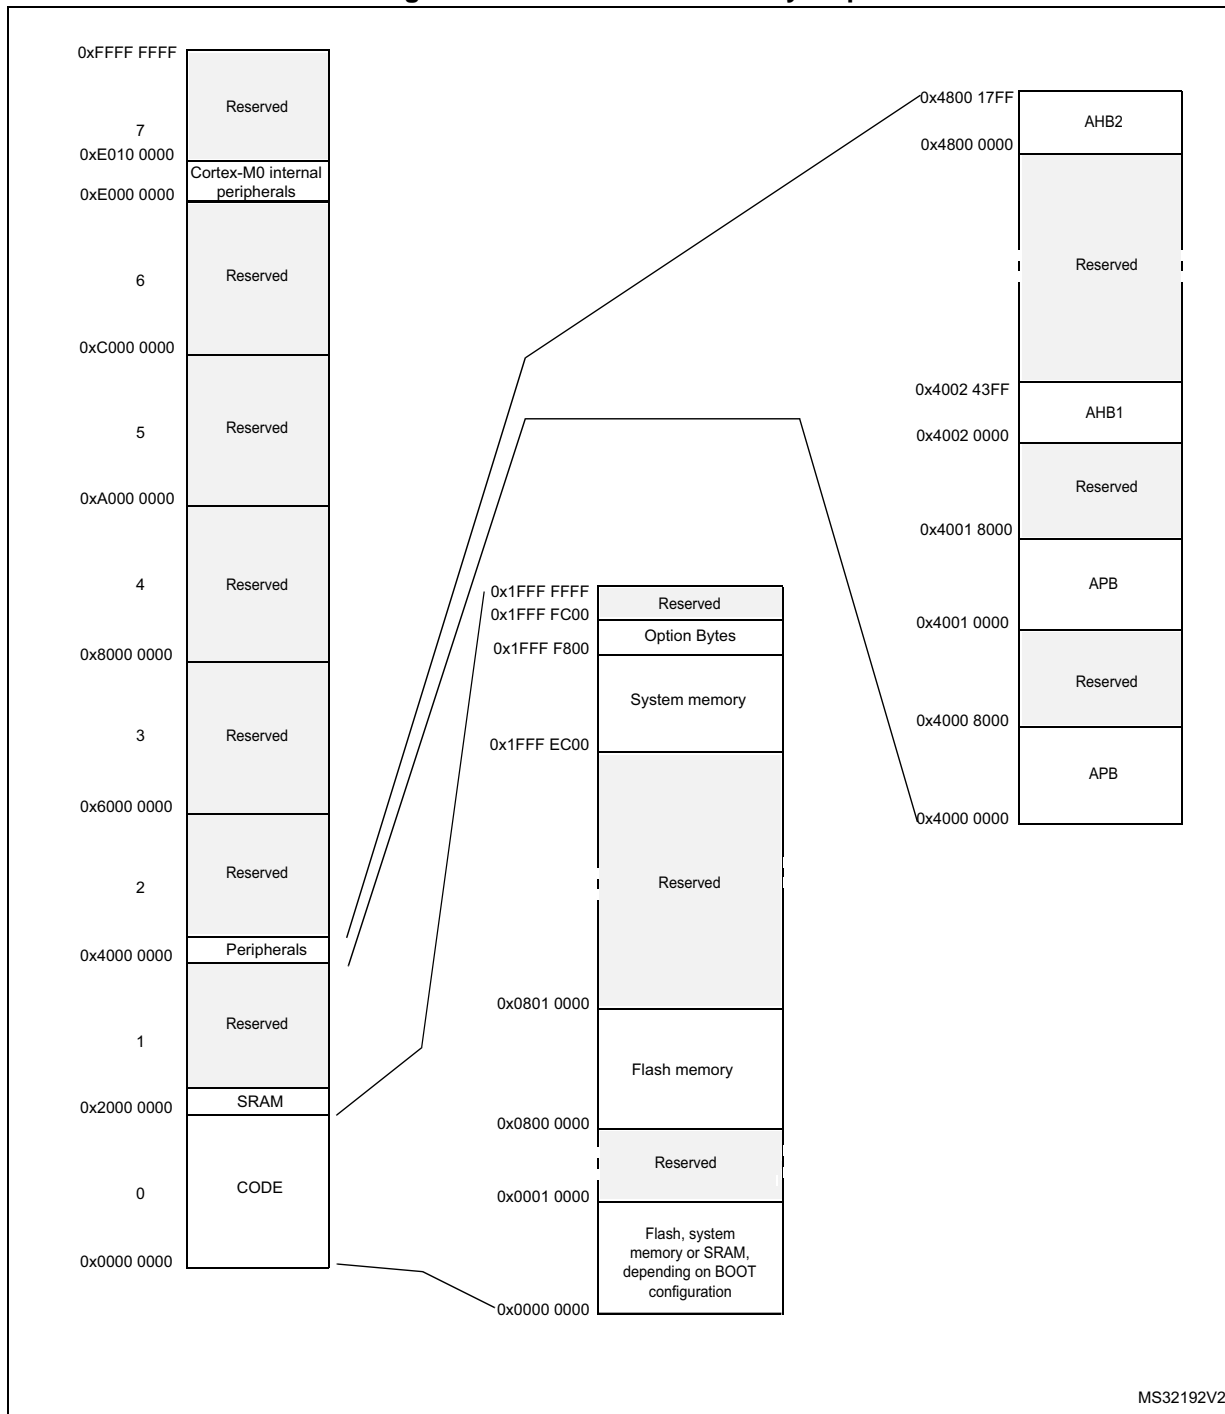 0xFFFF FFFF
Reserved
7
0xE010 0000
Cortex-M0 internal
peripherals
0xE000 0000
Reserved
6
0xC000 0000
Reserved
5
0xA000 0000
Reserved
4
0x8000 0000
Reserved
3
0x6000 0000
Reserved
2
Peripherals
0x4000 0000
Reserved
1
SRAM
0x2000 0000
CODE
0
0x0000 0000
0x1FFF FFFF
Reserved
0x1FFF FC00
Option Bytes
0x1FFF F800
System memory
0x1FFF EC00
Reserved
0x0801 0000
Flash memory
0x0800 0000
Reserved
0x0001 0000
Flash, system
memory or SRAM,
depending on BOOT
configuration
0x0000 0000
0x4800 17FF
AHB2
0x4800 0000
Reserved
0x4002 43FF
AHB1
0x4002 0000
Reserved
0x4001 8000
APB
0x4001 0000
Reserved
0x4000 8000
APB
0x4000 0000
MS32192V2